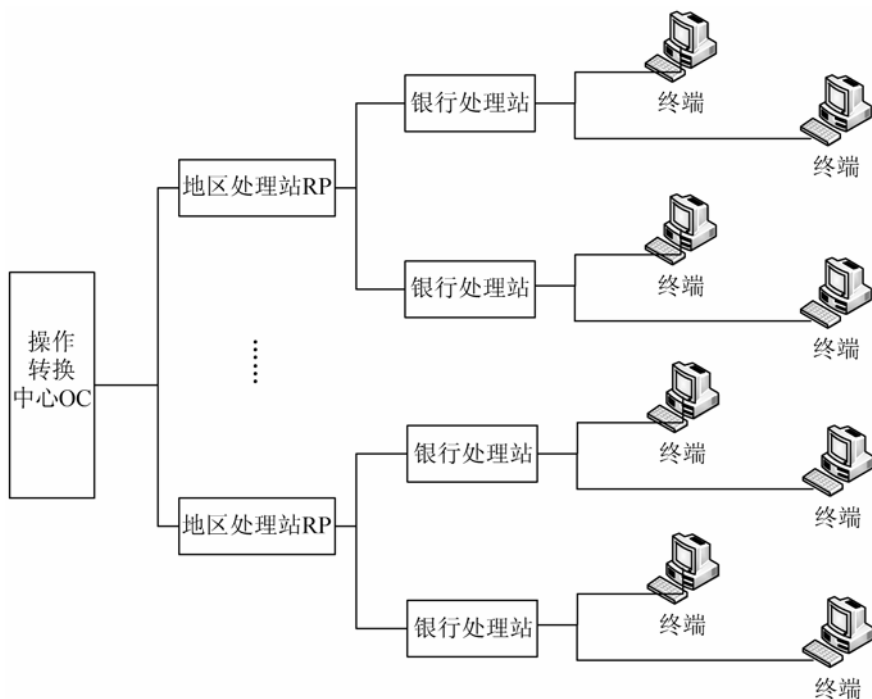 终端
银行处理站
终端
地区处理站RP
终端
银行处理站
终端
操作
转换
中心OC
……
终端
银行处理站
终端
地区处理站RP
终端
银行处理站
终端